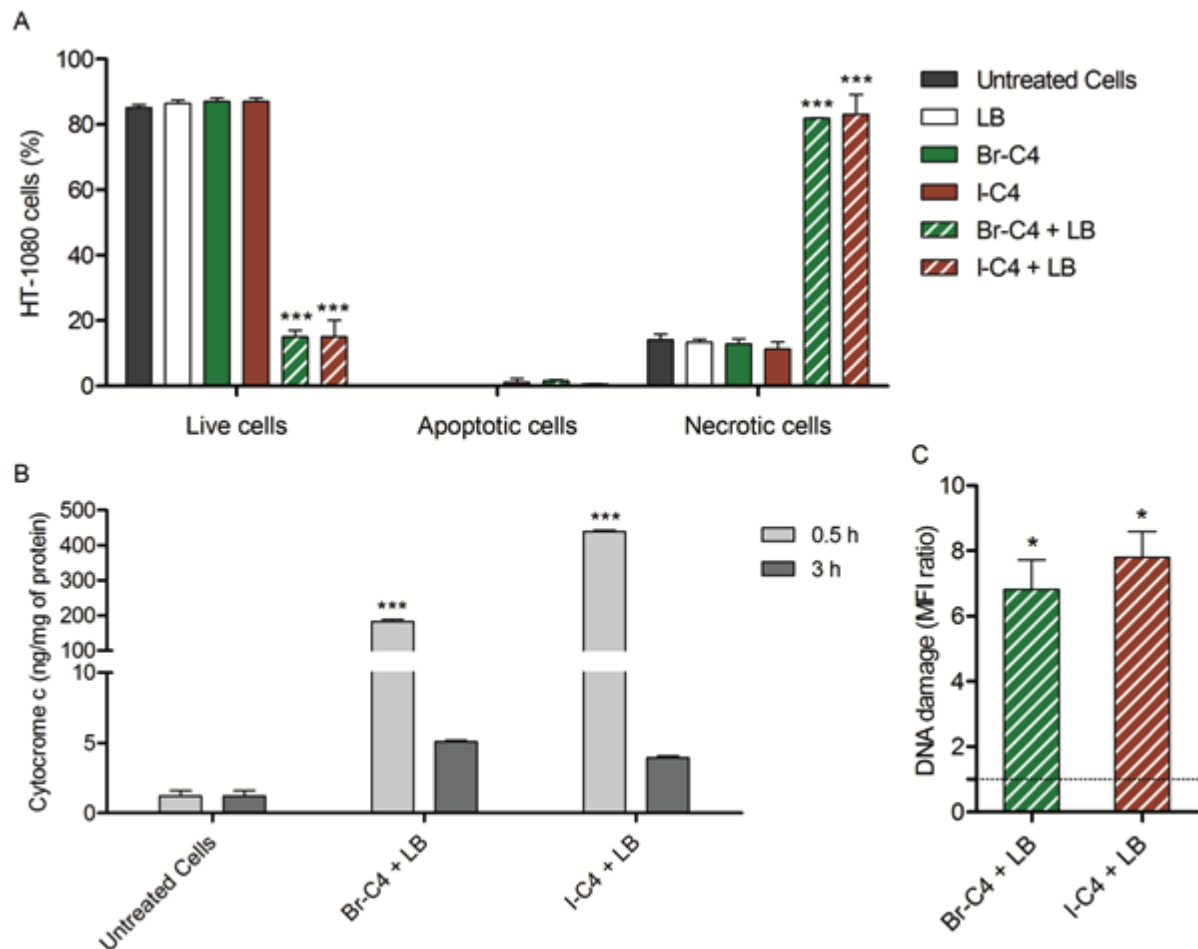 A
100
80
60
40
20
0
HT-1080 cells (%)
*** ***
***
***
Live cells
Apoptotic cells
Necrotic cells
Untreated Cells
LB
Br-C4
I-C4
Br-C4 + LB
I-C4 + LB
B
500
400
300
200
100
10
5
0
Cytocrome c (ng/mg of protein)
***
***
0.5 h
3 h
Untreated Cells
Br-C4 + LB
I-C4 + LB
C
10
8
6
4
2
0
DNA damage (MFI ratio)
*
*
Br-C4 + LB
I-C4 + LB